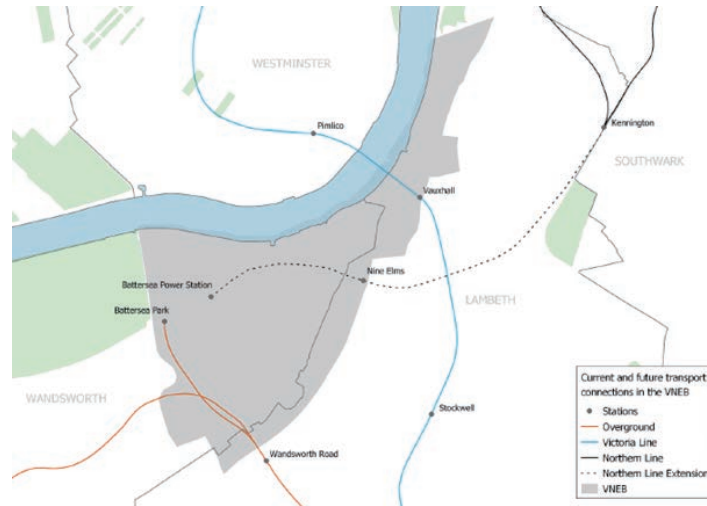 WESTMINSTER
Pimlico
Kennington
SOUTHWARK
Vauxhall
Nine Elms
Battersea Power Station
LAMBETH
Battersea Park
WANDSWORTH
Stockwell
Wandsworth Road
Current and future transport
connections in the VNEB
Stations
Overground
Victoria Line
Northern Line
Northern Line Extension
VNEB